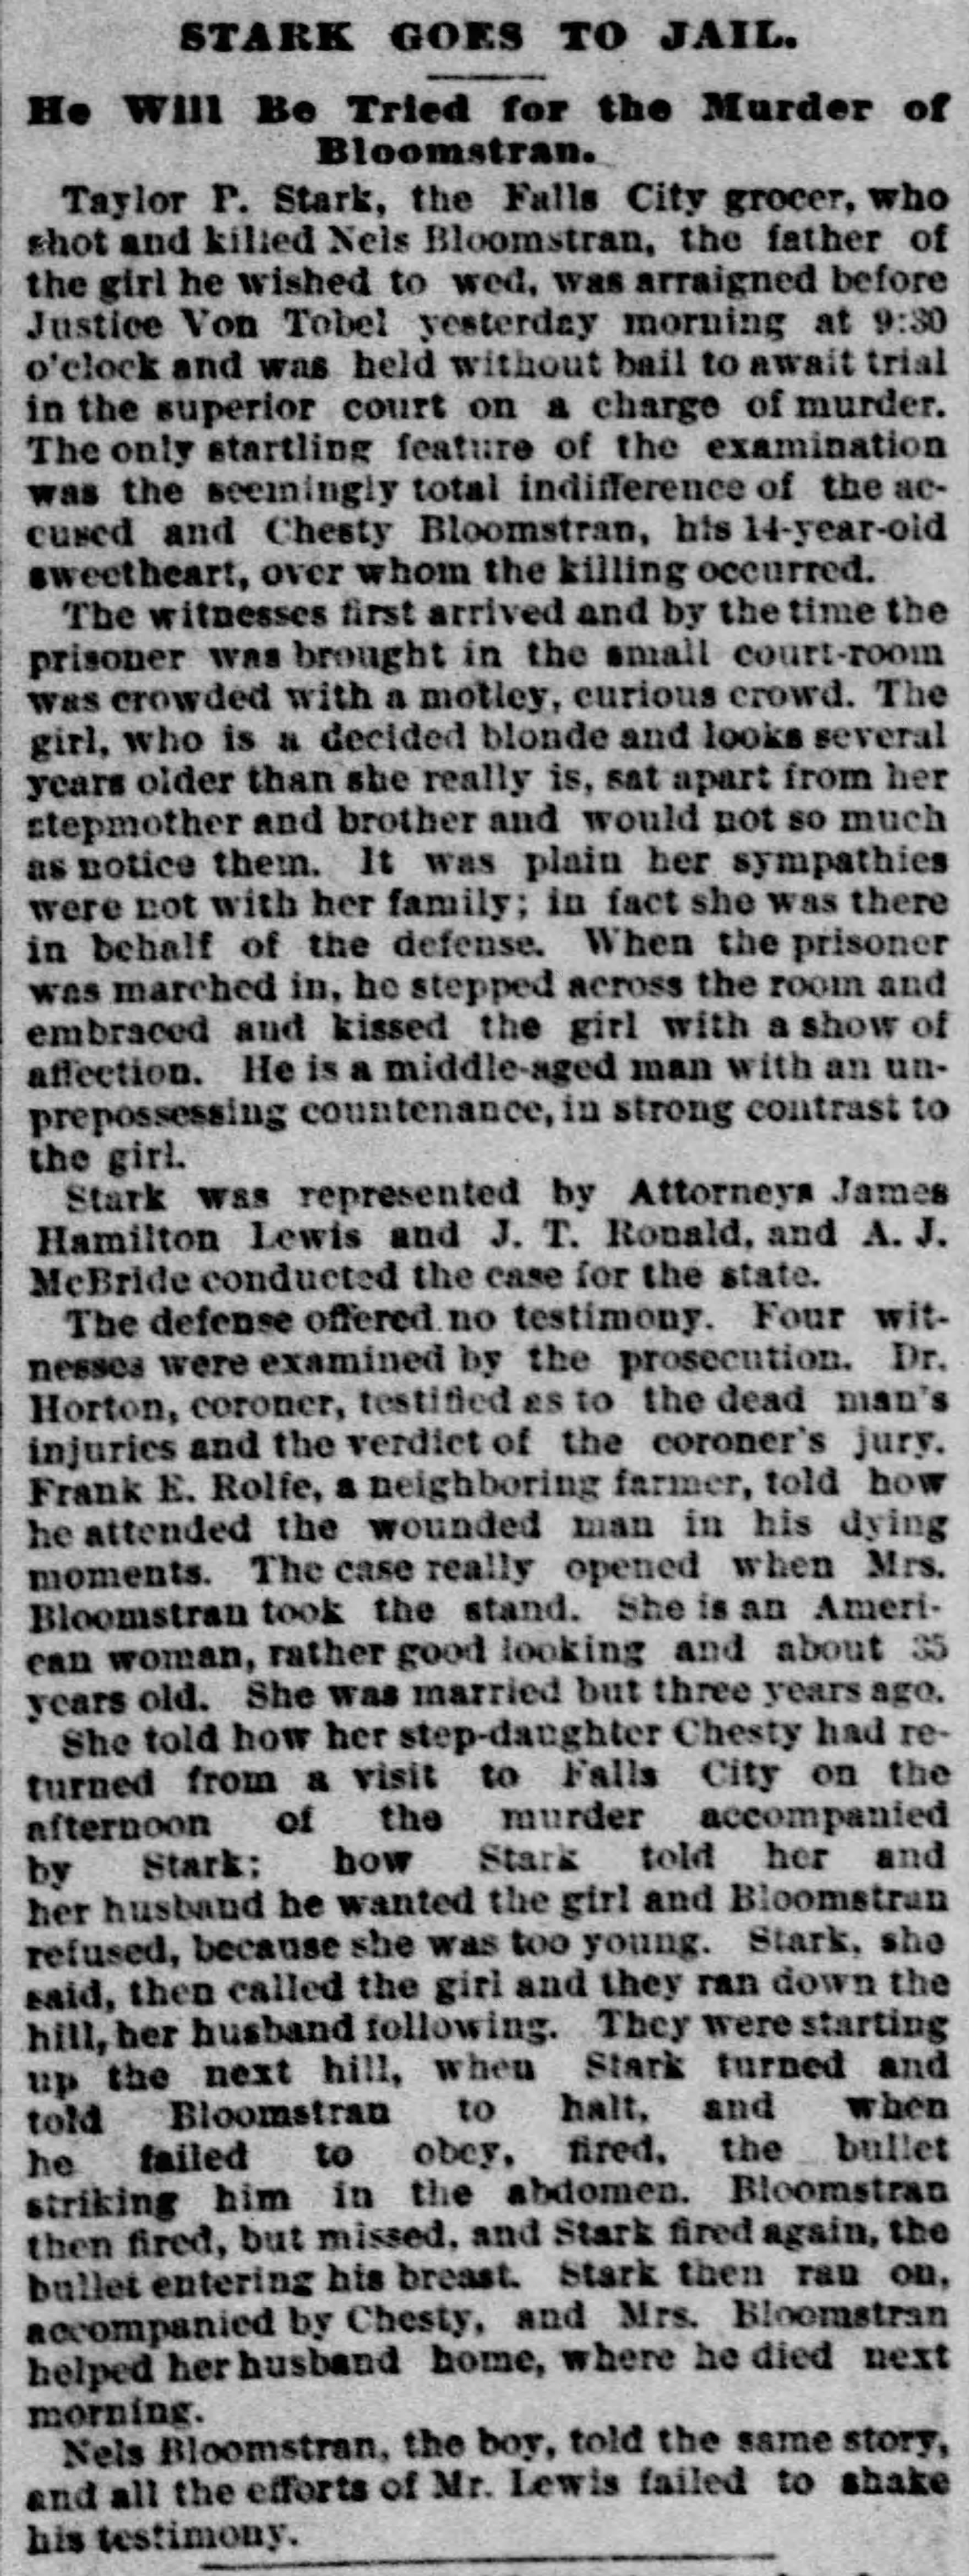 STARK GOES TO JAIL.
He Will Be Tried for the Murder of
Bloomstran.
Taylor P. Stark, the Falls City grocer, who
shot and killed Nels Bloomstran, the father of
the girl he wished to wed, was arraigned before
Justice Von Tobel yesterday morning at 9:30
o'clock and was held without bail to await trial
in the superior court on a charge of murder.
The only startling feature of the examination
was the seemingly total indifference of the ac-
cused and Chesty Bloomstran, his 14-year-old
sweetheart, over whom the killing occurred.
The witnesses first arrived and by the time the
prisoner was brought in the small court-room
was crowded with a motley, curious crowd. The
girl, who is a decided blonde and looks several
years older than she really is, sat apart from her
stepmother and brother and would not so much
as notice them. It was plain her sympathies
were not with her family; in fact she was there
in behalf of the defense. When the prisoner
was marched in, he stepped across the room and
embraced and kissed the girl with a show of
affection. He is a middle-aged man with an un-
prepossessing countenance, in strong contrast to
the girl.
Stark was represented by Attorneys James
Hamilton Lewis and J. T. Ronald, and A. J.
McBride conducted the case for the state.
The defense offered no testimony. Four wit-
nesses were examined by the prosecution. Dr.
Horton, coroner, testified as to the dead man's
injuries and the verdict of the coroner's jury.
Frank E. Rolfe, a neighboring farmer, told how
he attended the wounded man in his dying
moments. The case really opened when Mrs.
Bloomstran took the stand. She is an Ameri-
can woman, rather good looking and about 35
years old. She was married but three years ago.
She told how her step-daughter Chesty had re-
turned from a visit to Falls City on the
afternoon of the murder accompanied
by Stark; how Stark told her and
her husband he wanted the girl and Bloomstran
refused, because she was too young. Stark, she
said, then called the girl and they ran down the
hill, her husband following. They were starting
up the next hill, when Stark turned and
told Bloomstran to halt, and when
he failed to obey, fired, the bullet
striking him in the abdomen. Bloomstran
then fired, but missed, and Stark fired again, the
bullet entering his breast. Stark then ran on,
accompanied by Chesty, and Mrs. Bloomstran
helped her husband home, where he died next
morning.
Nels Bloomstran, the boy, told the same story,
and all the efforts of Mr. Lewis failed to shake
his testimony.